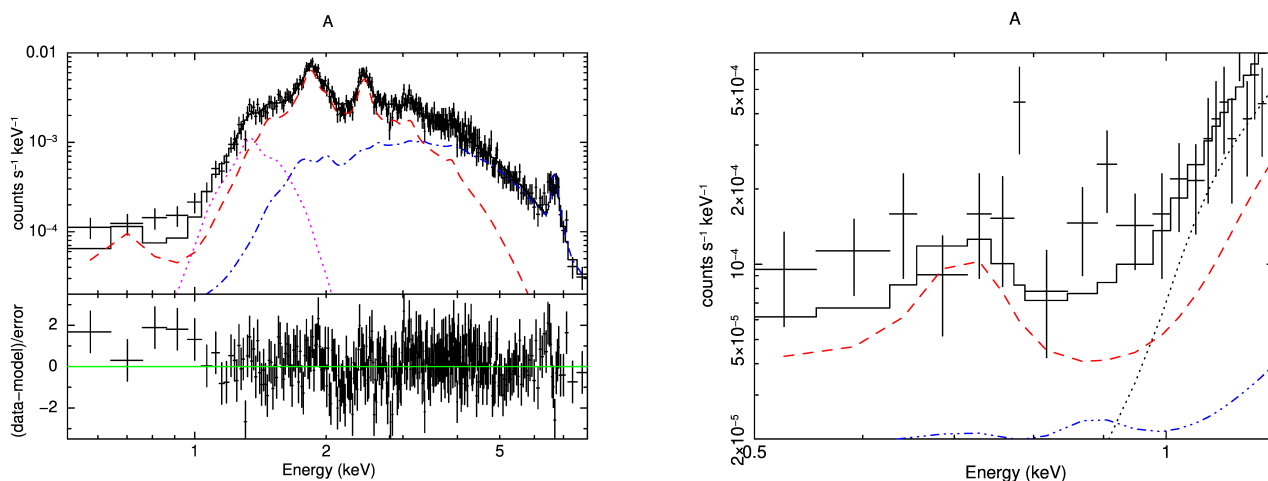 A
0.01
10⁻³
10⁻⁴
counts s⁻¹ keV⁻¹
2
0
−2
(data−model)/error
1
2
5
Energy (keV)
A
5×10⁻⁴
2×10⁻⁴
10⁻⁴
5×10⁻⁵
2×10⁻⁵
counts s⁻¹ keV⁻¹
0.5
1
Energy (keV)